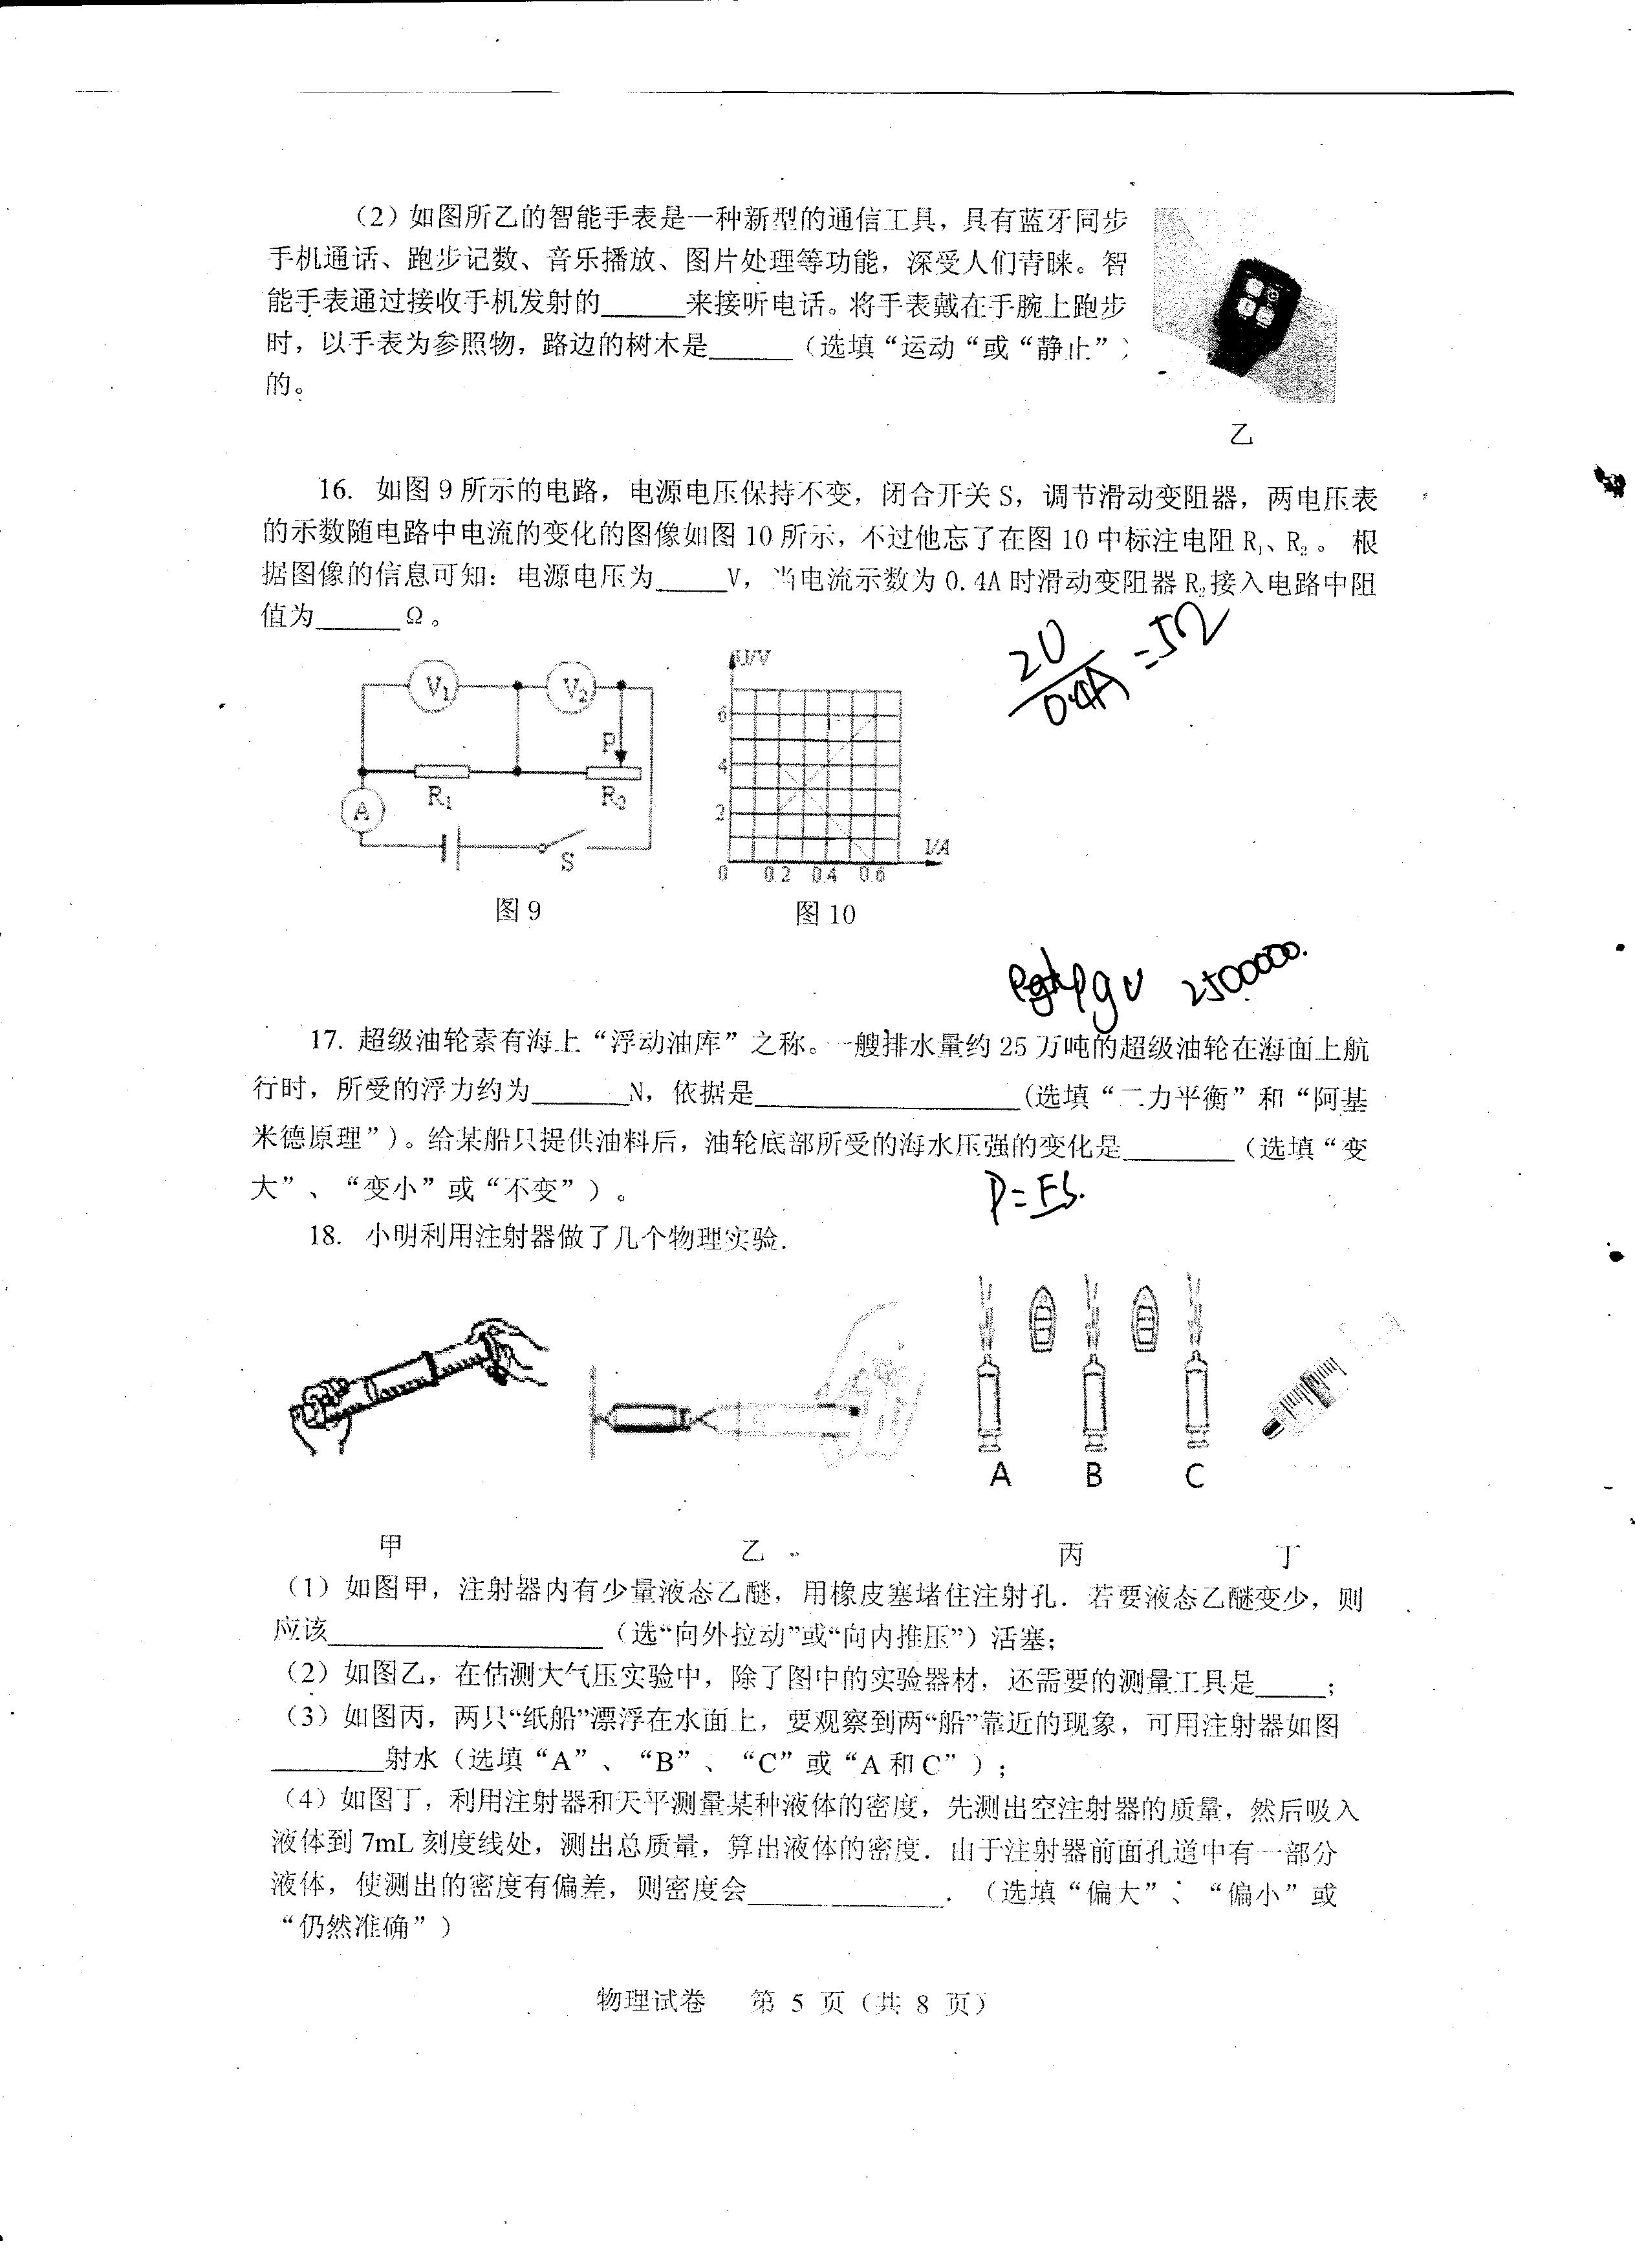 （2）如图所乙的智能手表是一种新型的通信工具，具有蓝牙同步
手机通话、跑步记数、音乐播放、图片处理等功能，深受人们青睐。智
能手表通过接收手机发射的______来接听电话。将手表戴在手腕上跑步
时，以手表为参照物，路边的树木是______（选填“运动“或“静止”）
的。
乙
16. 如图9所示的电路，电源电压保持不变，闭合开关S，调节滑动变阻器，两电压表
的示数随电路中电流的变化的图像如图10所示，不过他忘了在图10中标注电阻R₁、R₂。 根
据图像的信息可知：电源电压为_____V，当电流示数为0.4A时滑动变阻器R₂接入电路中阻
值为______Ω。
2U/0.4A=5Ω
V₁ V₂ P R₁ R₂ A S
U/V 6 4 2 0 0.2 0.4 0.6 I/A
图9 图10
ρgv 2500000.
17. 超级油轮素有海上“浮动油库”之称。一艘排水量约25万吨的超级油轮在海面上航
行时，所受的浮力约为_______N，依据是___________________(选填“二力平衡”和“阿基
米德原理”)。给某船只提供油料后，油轮底部所受的海水压强的变化是________（选填“变
大”、“变小”或“不变”）。
P=FS.
18. 小明利用注射器做了几个物理实验.
A B C
甲 乙 丙 丁
（1）如图甲，注射器内有少量液态乙醚，用橡皮塞堵住注射孔．若要液态乙醚变少，则
应该____________________（选“向外拉动”或“向内推压”）活塞；
（2）如图乙，在估测大气压实验中，除了图中的实验器材，还需要的测量工具是_____；
（3）如图丙，两只“纸船”漂浮在水面上，要观察到两“船”靠近的现象，可用注射器如图
________射水（选填“A”、“B”、“C”或“A和C”）；
（4）如图丁，利用注射器和天平测量某种液体的密度，先测出空注射器的质量，然后吸入
液体到7mL刻度线处，测出总质量，算出液体的密度．由于注射器前面孔道中有一部分
液体，使测出的密度有偏差，则密度会______________．（选填“偏大”、“偏小”或
“仍然准确”）
物理试卷 第 5 页（共 8 页）